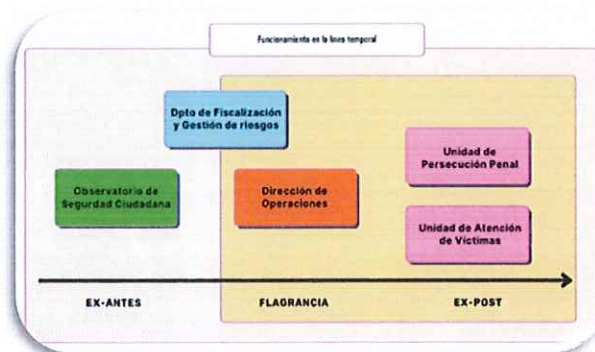 Funcionamiento en la linea temporal
Dpto de Fiscalización
y Gestión de riesgos
Unidad de
Persecución Penal
Observatorio de
Seguridad Ciudadana
Dirección de
Operaciones
Unidad de Atención
de Víctimas
EX-ANTES
FLAGRANCIA
EX-POST